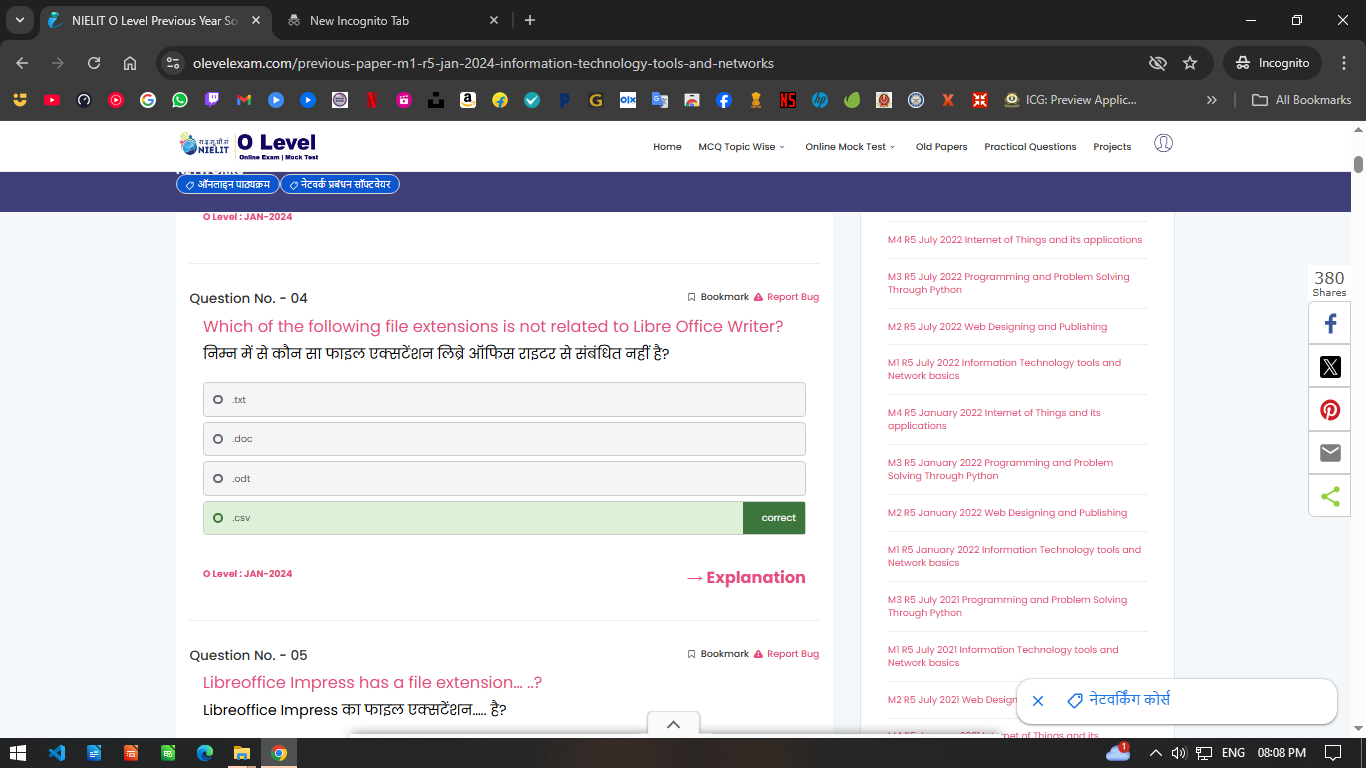 NIELIT O Level Previous Year So
New Incognito Tab
olevelexam.com/previous-paper-m1-r5-jan-2024-information-technology-tools-and-networks
Incognito
ICG: Preview Applic...
All Bookmarks
रा.इ.सू.प्रौ.सं
NIELIT
O Level
Online Exam | Mock Test
Home
MCQ Topic Wise
Online Mock Test
Old Papers
Practical Questions
Projects
ऑनलाइन पाठ्यक्रम
नेटवर्क प्रबंधन सॉफ्टवेयर
O Level : JAN-2024
Question No. - 04
Bookmark
Report Bug
Which of the following file extensions is not related to Libre Office Writer?
निम्न में से कौन सा फाइल एक्सटेंशन लिब्रे ऑफिस राइटर से संबंधित नहीं है?
.txt
.doc
.odt
.csv
correct
O Level : JAN-2024
→ Explanation
Question No. - 05
Bookmark
Report Bug
Libreoffice Impress has a file extension... ..?
Libreoffice Impress का फाइल एक्सटेंशन..... है?
M4 R5 July 2022 Internet of Things and its applications
M3 R5 July 2022 Programming and Problem Solving
Through Python
M2 R5 July 2022 Web Designing and Publishing
M1 R5 July 2022 Information Technology tools and
Network basics
M4 R5 January 2022 Internet of Things and its
applications
M3 R5 January 2022 Programming and Problem
Solving Through Python
M2 R5 January 2022 Web Designing and Publishing
M1 R5 January 2022 Information Technology tools and
Network basics
M3 R5 July 2021 Programming and Problem Solving
Through Python
M1 R5 July 2021 Information Technology tools and
Network basics
M2 R5 July 2021 Web Design
नेटवर्किंग कोर्स
380
Shares
1
ENG
08:08 PM